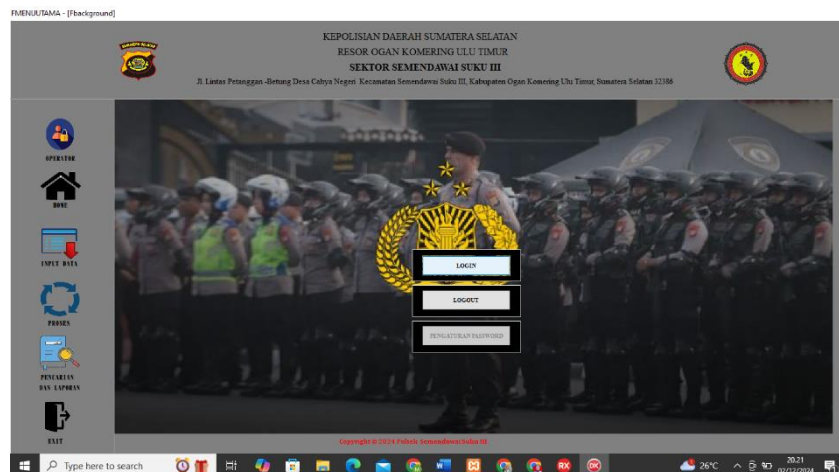 FMENUUTAMA - [Fbackground]
KEPOLISIAN DAERAH SUMATERA SELATAN
RESOR OGAN KOMERING ULU TIMUR
SEKTOR SEMENDAWAI SUKU III
Jl. Lintas Petanggan -Betung Desa Cahya Negeri Kecamatan Semendawai Suku III, Kabupaten Ogan Komering Ulu Timur, Sumatera Selatan 32386
OPERATOR
HOME
INPUT DATA
PROSES
PENCARIAN
DAN LAPORAN
EXIT
LOGIN
LOGOUT
PENGATURAN PASSWORD
Copyright © 2024 Polsek Semendawai Suku III
Type here to search
26°C
20.21
02/12/2024